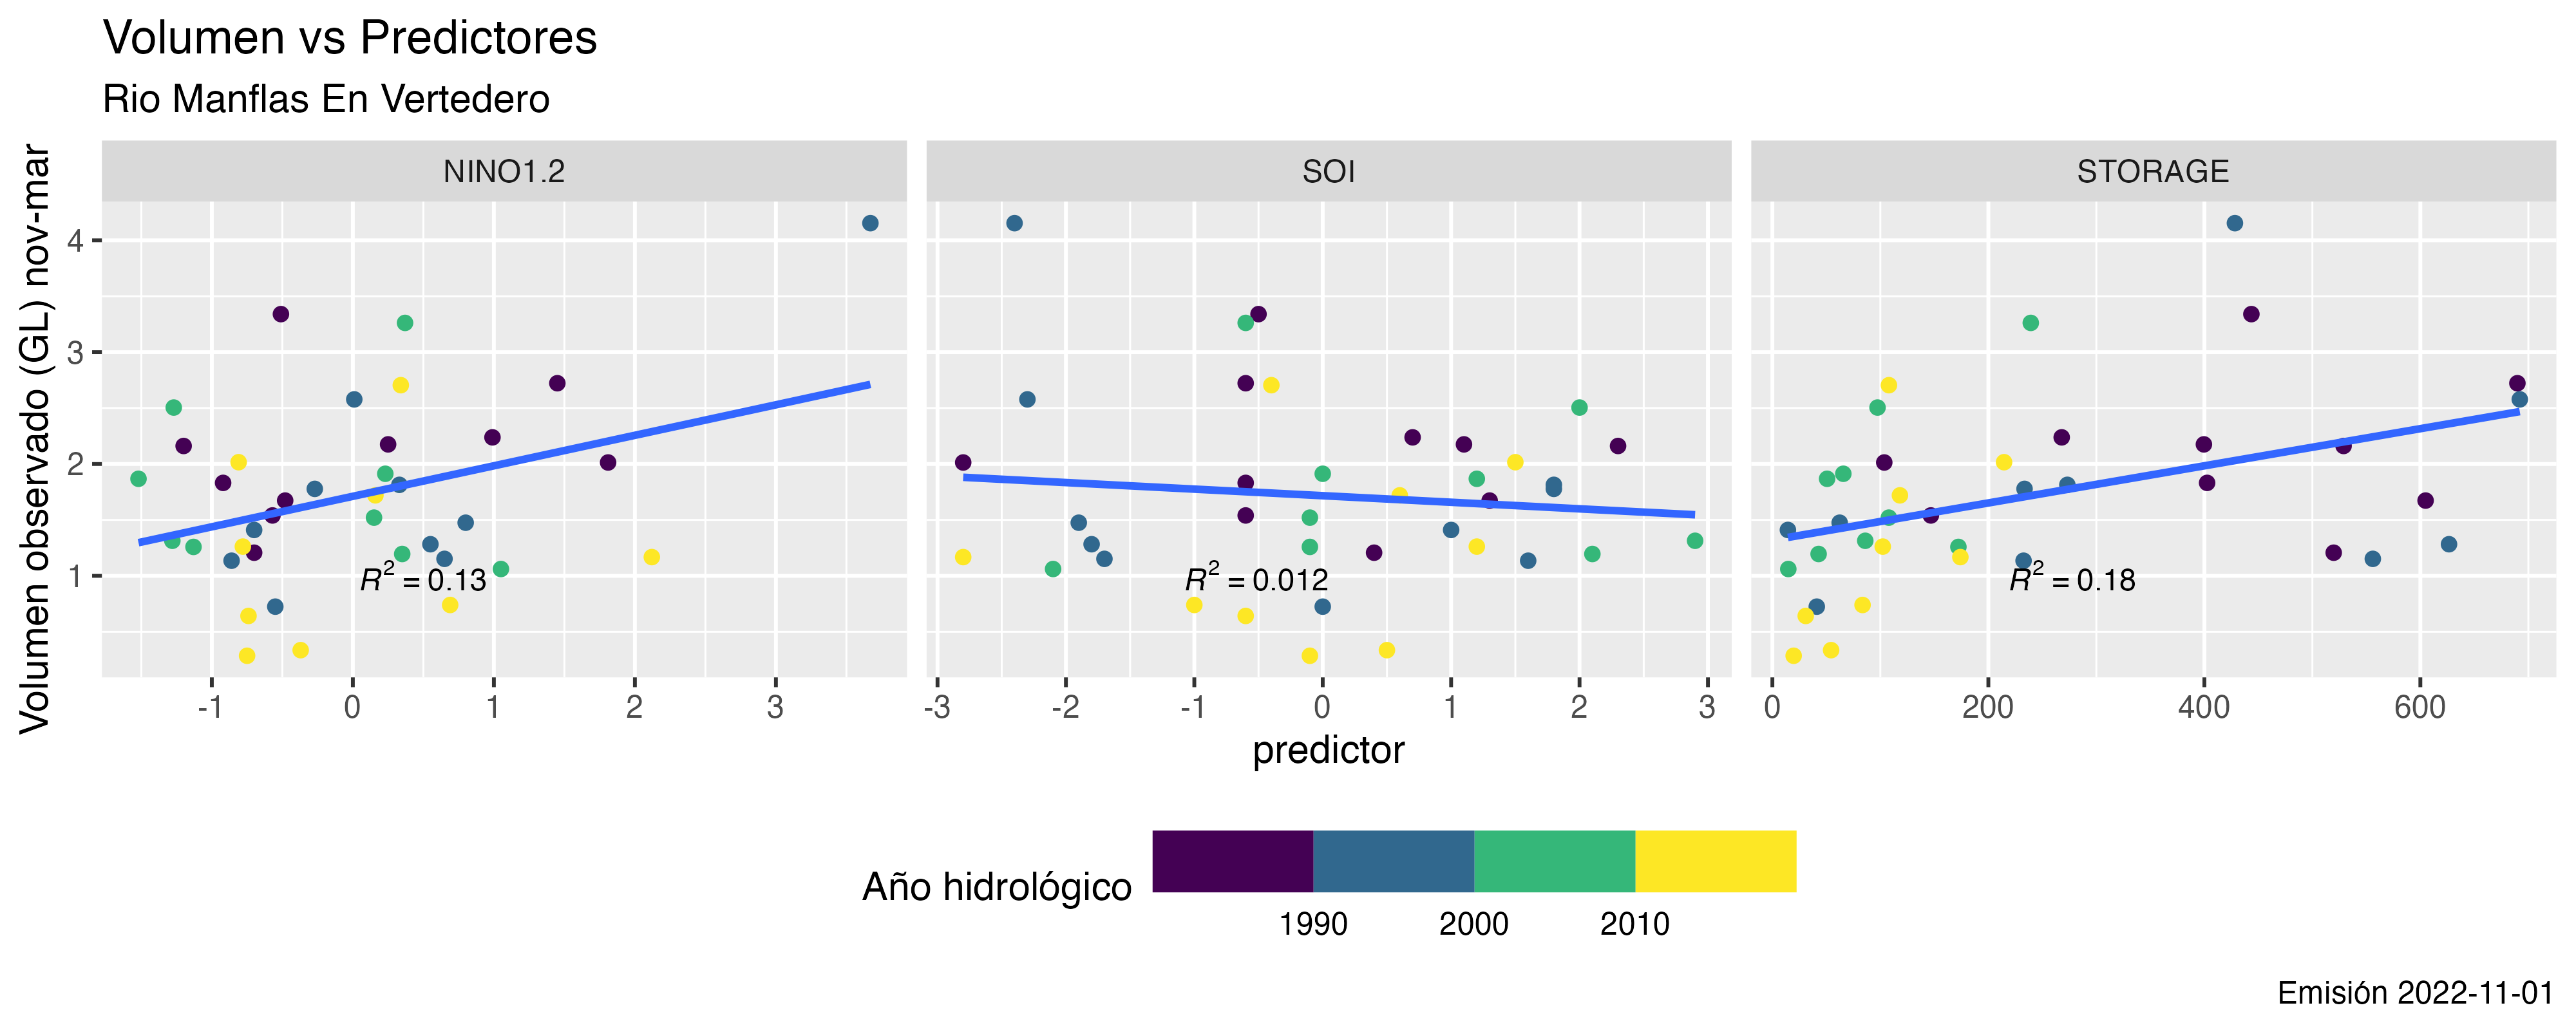 Volumen vs Predictores
Rio Manflas En Vertedero
Volumen observado (GL) nov-mar
NINO1.2
SOI
STORAGE
4
3
2
1
R² = 0.13
R² = 0.012
R² = 0.18
-1 0 1 2 3
-3 -2 -1 0 1 2 3
0 200 400 600
predictor
Año hidrológico
1990 2000 2010
Emisión 2022-11-01